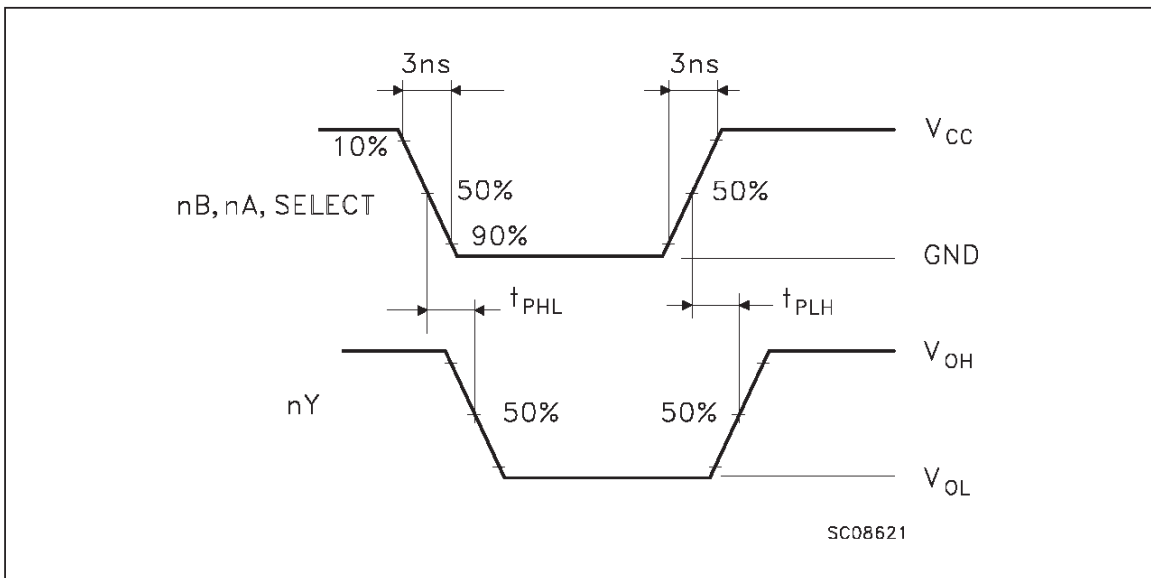 3ns 3ns
V_CC
10%
50% 50%
nB, nA, SELECT
90%
GND
t_PHL t_PLH
V_OH
nY 50% 50%
V_OL
SC08621